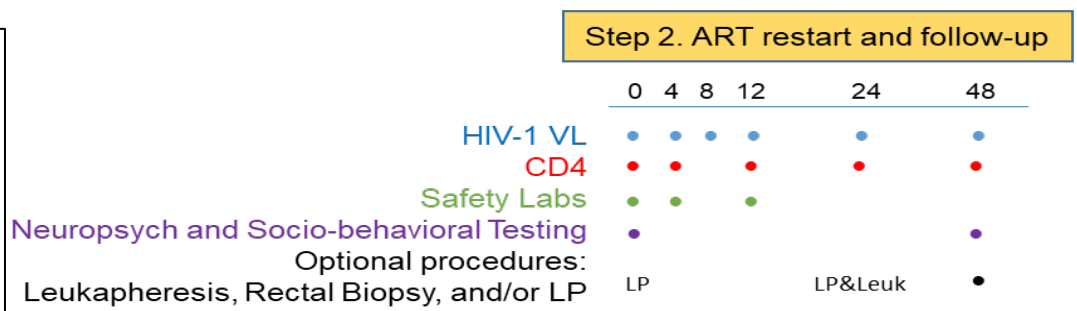 Step 2. ART restart and follow-up
0 4 8 12 24 48
HIV-1 VL
CD4
Safety Labs
Neuropsych and Socio-behavioral Testing
Optional procedures:
Leukapheresis, Rectal Biopsy, and/or LP LP LP&Leuk